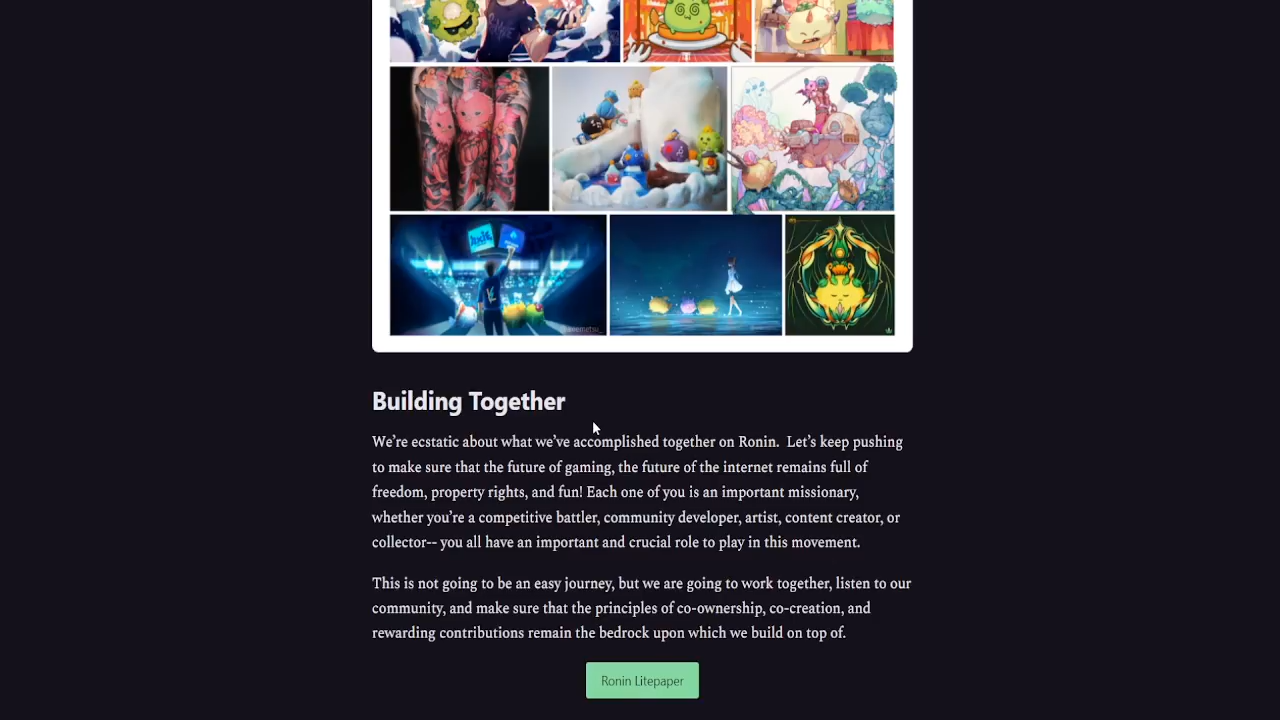 Building Together
We're ecstatic about what we've accomplished together on Ronin.  Let's keep pushing
to make sure that the future of gaming, the future of the internet remains full of
freedom, property rights, and fun! Each one of you is an important missionary,
whether you're a competitive battler, community developer, artist, content creator, or
collector-- you all have an important and crucial role to play in this movement.
This is not going to be an easy journey, but we are going to work together, listen to our
community, and make sure that the principles of co-ownership, co-creation, and
rewarding contributions remain the bedrock upon which we build on top of.
Ronin Litepaper